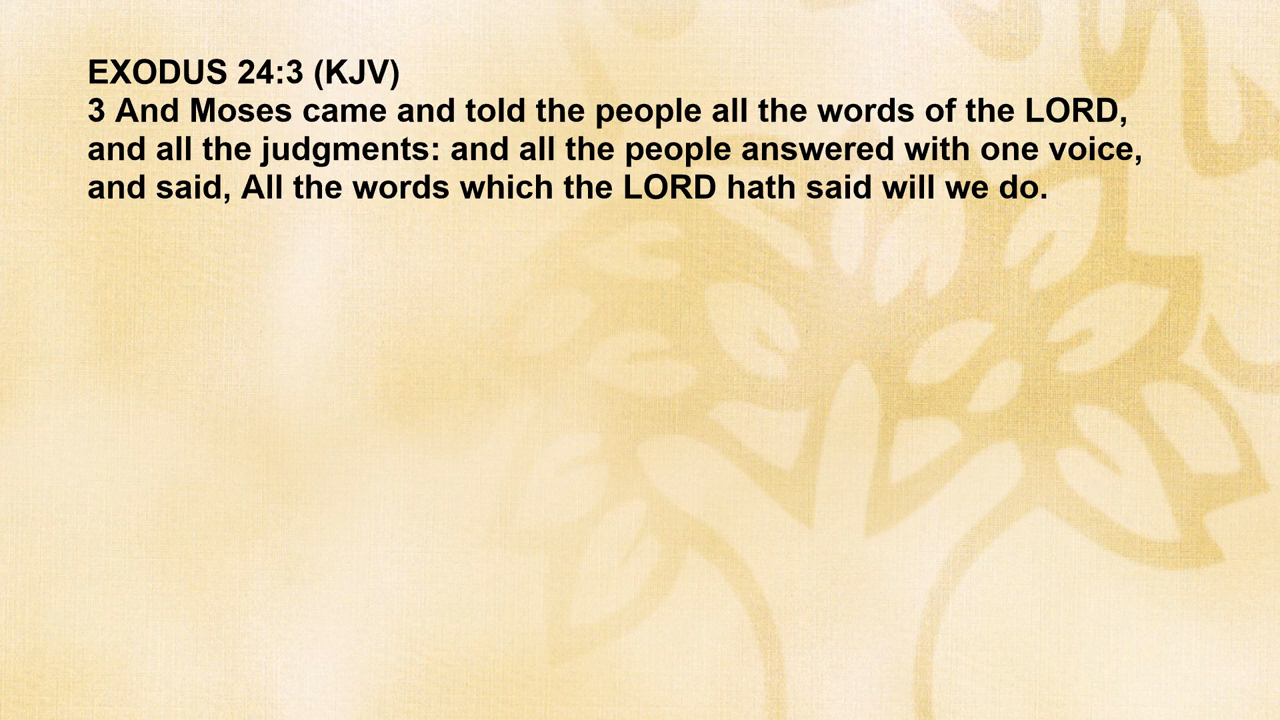 EXODUS 24:3 (KJV)
3 And Moses came and told the people all the words of the LORD,
and all the judgments: and all the people answered with one voice,
and said, All the words which the LORD hath said will we do.